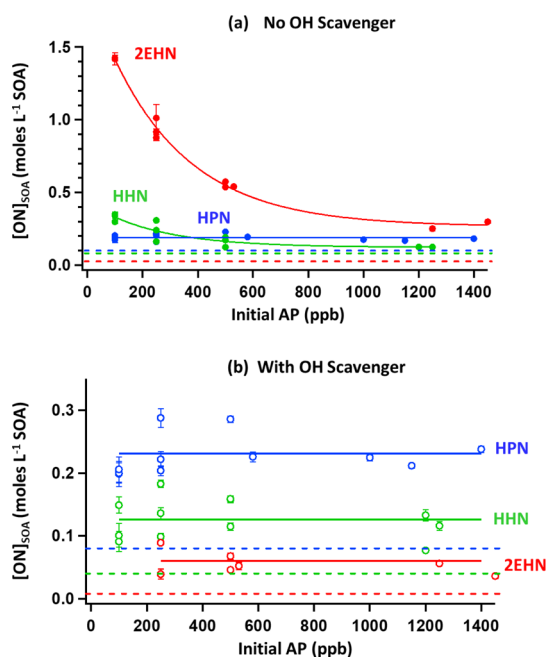 (a) No OH Scavenger
1.5
1.0
0.5
0.0
[ON]SOA (moles L-1 SOA)
2EHN
HHN
HPN
0 200 400 600 800 1000 1200 1400
Initial AP (ppb)
(b) With OH Scavenger
0.3
0.2
0.1
0.0
[ON]SOA (moles L-1 SOA)
HPN
HHN
2EHN
0 200 400 600 800 1000 1200 1400
Initial AP (ppb)